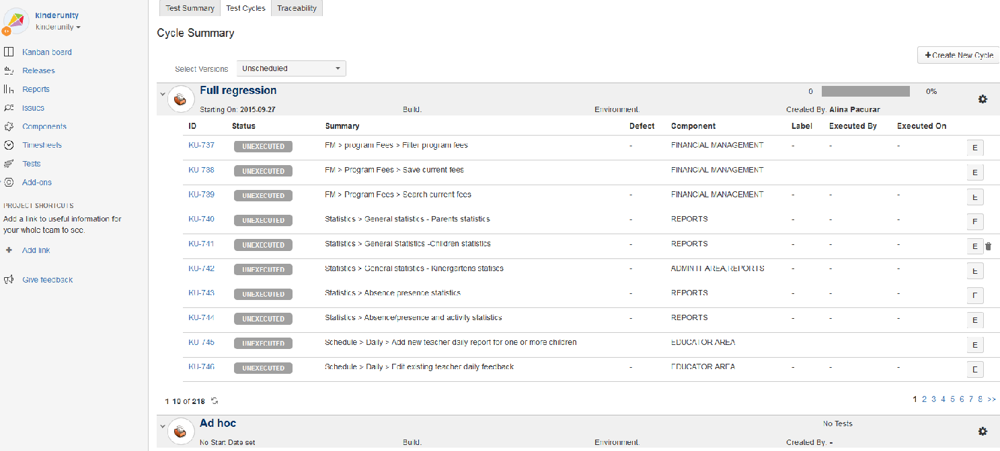 kinderunity
kinderunity
Kanban board
Releases
Reports
Issues
Components
Timesheets
Tests
Add-ons
PROJECT SHORTCUTS
Add a link to useful information for
your whole team to see.
+ Add link
Give feedback
Test Summary Test Cycles Traceability
Cycle Summary
+Create New Cycle
Select Versions Unscheduled
Full regression 0 0%
Starting On: 2015-09-27 Build: Environment: Created By: Alina Pacurar
ID Status Summary Defect Component Label Executed By Executed On
KU-737 UNEXECUTED FM > program Fees > Filter program fees - FINANCIAL MANAGEMENT - - - E
KU-738 UNEXECUTED FM > Program Fees > Save current fees - FINANCIAL MANAGEMENT - - - E
KU-739 UNEXECUTED FM > Program Fees > Search current fees - FINANCIAL MANAGEMENT - - - E
KU-740 UNEXECUTED Statistics > General statistics - Parents statistics - REPORTS - - - E
KU-741 UNEXECUTED Statistics > General Statistics -Children statistics - REPORTS - - - E
KU-742 UNEXECUTED Statistics > General statistics - Kinergartens statises - ADMIN IT AREA,REPORTS - - - E
KU-743 UNEXECUTED Statistics > Absence presence statistics - REPORTS - - - E
KU-744 UNEXECUTED Statistics > Absence/presence and activity statistics - REPORTS - - - E
KU-745 UNEXECUTED Schedule > Daily > Add new teacher daily report for one or more children EDUCATOR AREA E
KU-746 UNEXECUTED Schedule > Daily > Edit existing teacher daily feedback - EDUCATOR AREA - - - E
1-10 of 218 1 2 3 4 5 6 7 8 >>
Ad hoc No Tests
No Start Date set Build: Environment: Created By: -